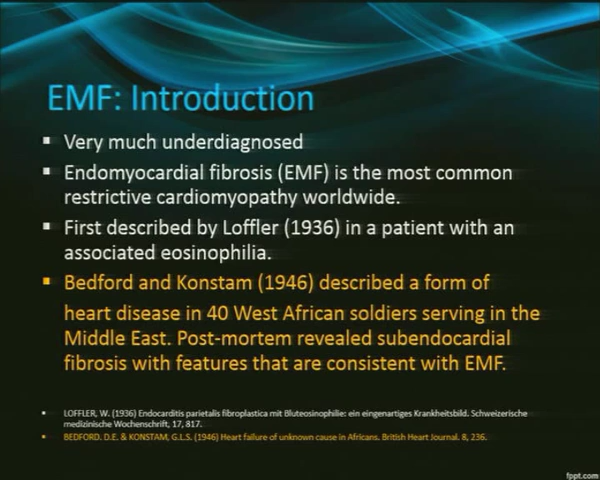 EMF: Introduction
▪ Very much underdiagnosed
▪ Endomyocardial fibrosis (EMF) is the most common
restrictive cardiomyopathy worldwide.
▪ First described by Loffler (1936) in a patient with an
associated eosinophilia.
▪ Bedford and Konstam (1946) described a form of
heart disease in 40 West African soldiers serving in the
Middle East. Post-mortem revealed subendocardial
fibrosis with features that are consistent with EMF.
▪ LOFFLER, W. (1936) Endocarditis parietalis fibroplastica mit Bluteosinophilie: ein eingenartiges Krankheitsbild. Schweizerische
medizinische Wochenschrift, 17, 817.
▪ BEDFORD. D.E. & KONSTAM, G.L.S. (1946) Heart failure of unknown cause in Africans. British Heart Journal. 8, 236.
fppt.com